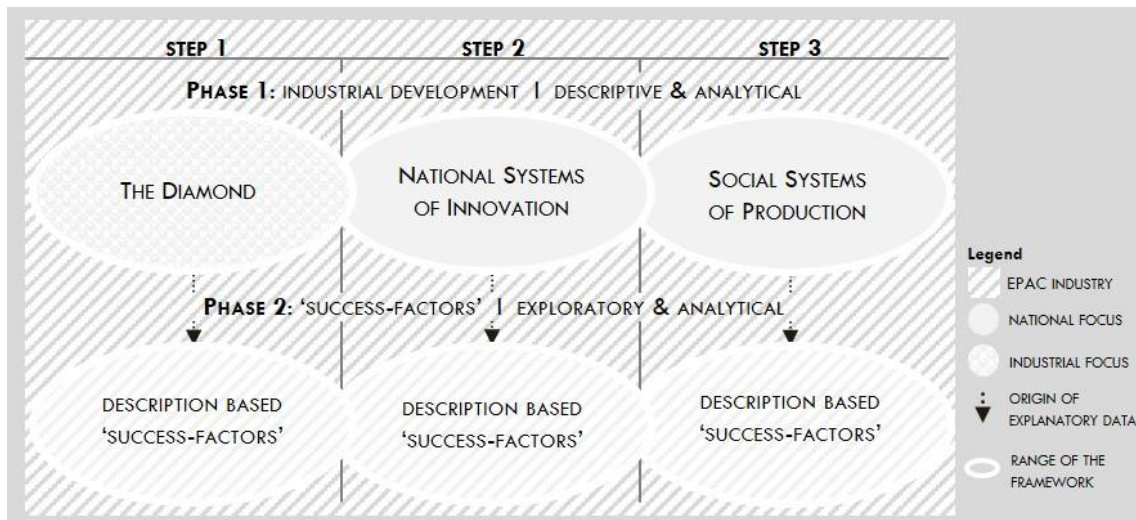 STEP 1 STEP 2 STEP 3
PHASE 1: INDUSTRIAL DEVELOPMENT | DESCRIPTIVE & ANALYTICAL
THE DIAMOND
NATIONAL SYSTEMS
OF INNOVATION
SOCIAL SYSTEMS
OF PRODUCTION
PHASE 2: ‘SUCCESS-FACTORS’ | EXPLORATORY & ANALYTICAL
DESCRIPTION BASED
‘SUCCESS-FACTORS’
DESCRIPTION BASED
‘SUCCESS-FACTORS’
DESCRIPTION BASED
‘SUCCESS-FACTORS’
Legend
EPAC INDUSTRY
NATIONAL FOCUS
INDUSTRIAL FOCUS
ORIGIN OF
EXPLANATORY DATA
RANGE OF THE
FRAMEWORK